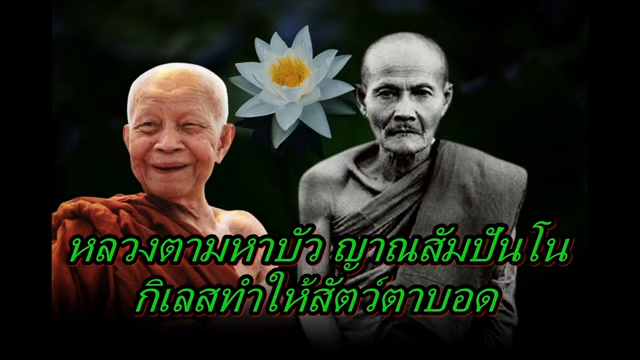 หลวงตามหาบัว ญาณสัมปันโน
กิเลสทำให้สัตว์ตาบอด